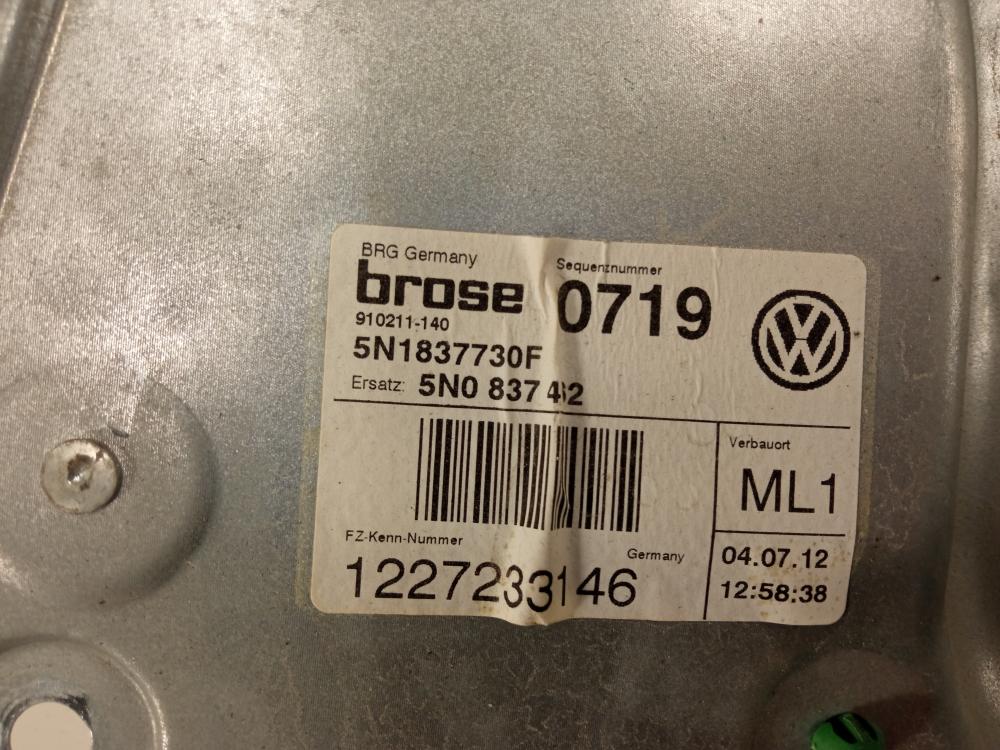 BRG Germany
brose
910211-140
5N1837730F
Ersatz: 5N0 837 462
Sequenznummer
0719
Verbauort
ML1
FZ-Kenn-Nummer
Germany
1227233146
04.07.12
12:58:38